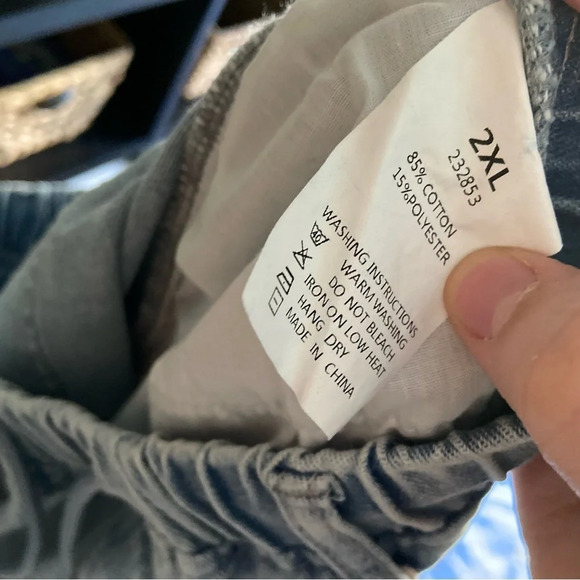 2XL
232853
85% COTTON
15%POLYESTER
WASHING INSTRUCTIONS
WARM WASHING
DO NOT BLEACH
IRON ON LOW HEAT
HANG DRY
MADE IN CHINA